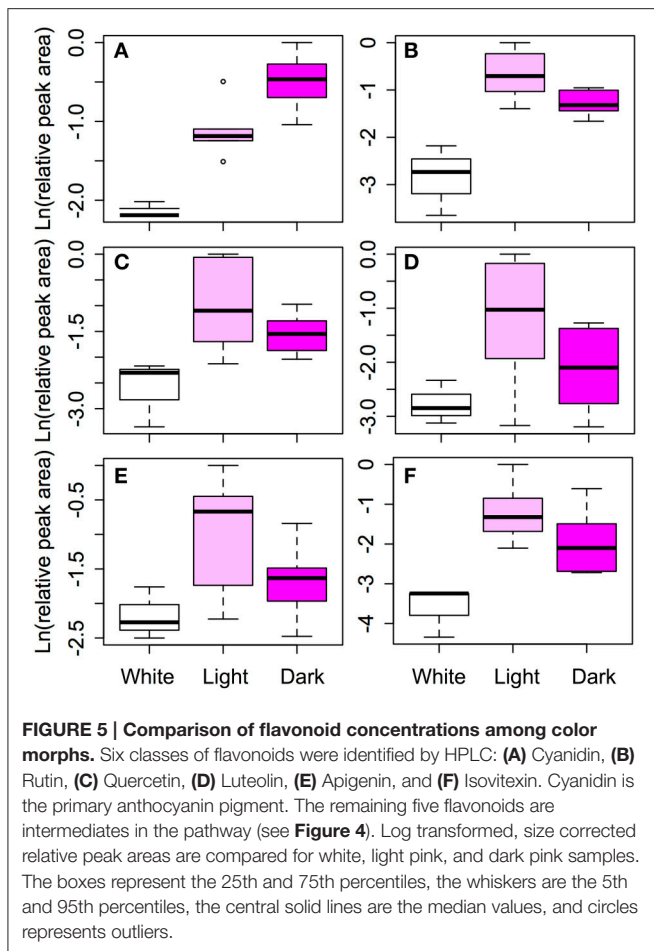 A
B
Ln(relative peak area)
0.0
-1.0
-2.0
0
-1
-2
-3
C
D
Ln(relative peak area)
0.0
-1.5
-3.0
0.0
-1.0
-2.0
-3.0
E
F
Ln(relative peak area)
-0.5
-1.5
-2.5
0
-1
-2
-3
-4
White Light Dark White Light Dark
FIGURE 5 | Comparison of flavonoid concentrations among color
morphs. Six classes of flavonoids were identified by HPLC: (A) Cyanidin, (B)
Rutin, (C) Quercetin, (D) Luteolin, (E) Apigenin, and (F) Isovitexin. Cyanidin is
the primary anthocyanin pigment. The remaining five flavonoids are
intermediates in the pathway (see Figure 4). Log transformed, size corrected
relative peak areas are compared for white, light pink, and dark pink samples.
The boxes represent the 25th and 75th percentiles, the whiskers are the 5th
and 95th percentiles, the central solid lines are the median values, and circles
represents outliers.